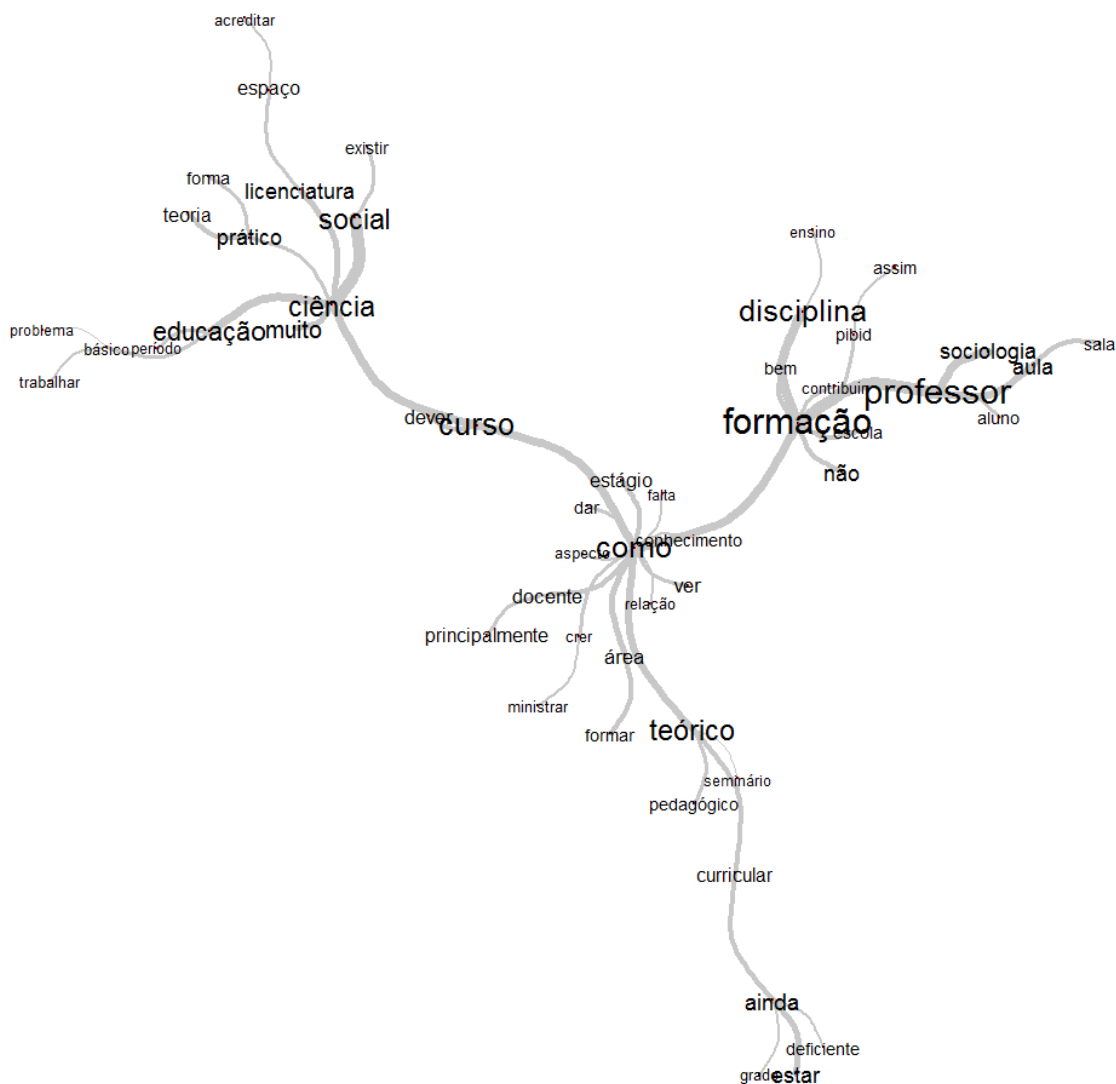 acreditar
espaço
existir
forma
licenciatura
teoria
social
prático
ensino
assim
ciência
disciplina
problema
educação
muito
pibid
básico
período
sociologia
sala
trabalhar
bem
aula
contribuir
professor
dever
curso
formação
aluno
escola
não
estágio
falta
dar
como
conhecimento
aspecto
ver
docente
relação
principalmente
crer
área
ministrar
formar
teórico
seminário
pedagógico
curricular
ainda
deficiente
grade
estar